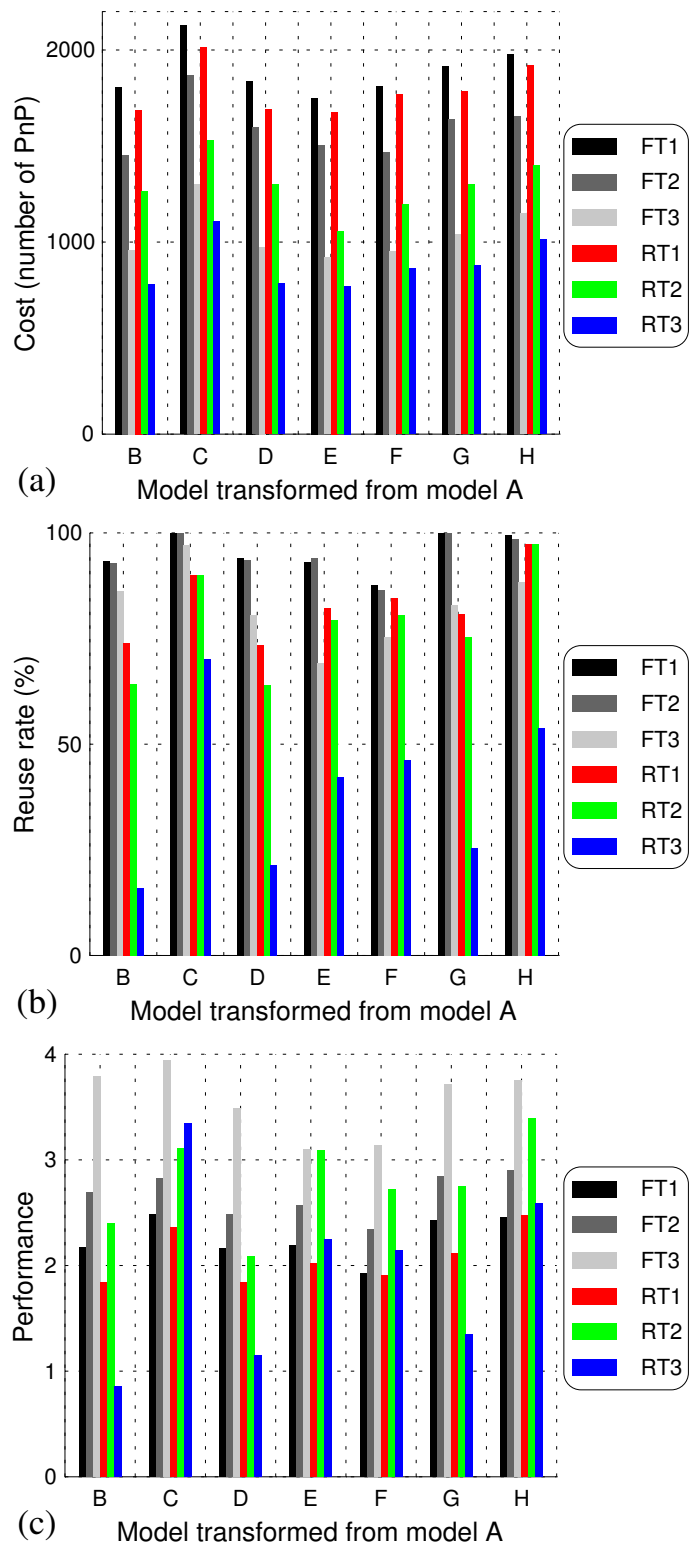 2000
1000
0
Cost (number of PnP)
B C D E F G H
Model transformed from model A
(a)
FT1
FT2
FT3
RT1
RT2
RT3
100
50
0
Reuse rate (%)
B C D E F G H
Model transformed from model A
(b)
FT1
FT2
FT3
RT1
RT2
RT3
4
3
2
1
0
Performance
B C D E F G H
Model transformed from model A
(c)
FT1
FT2
FT3
RT1
RT2
RT3